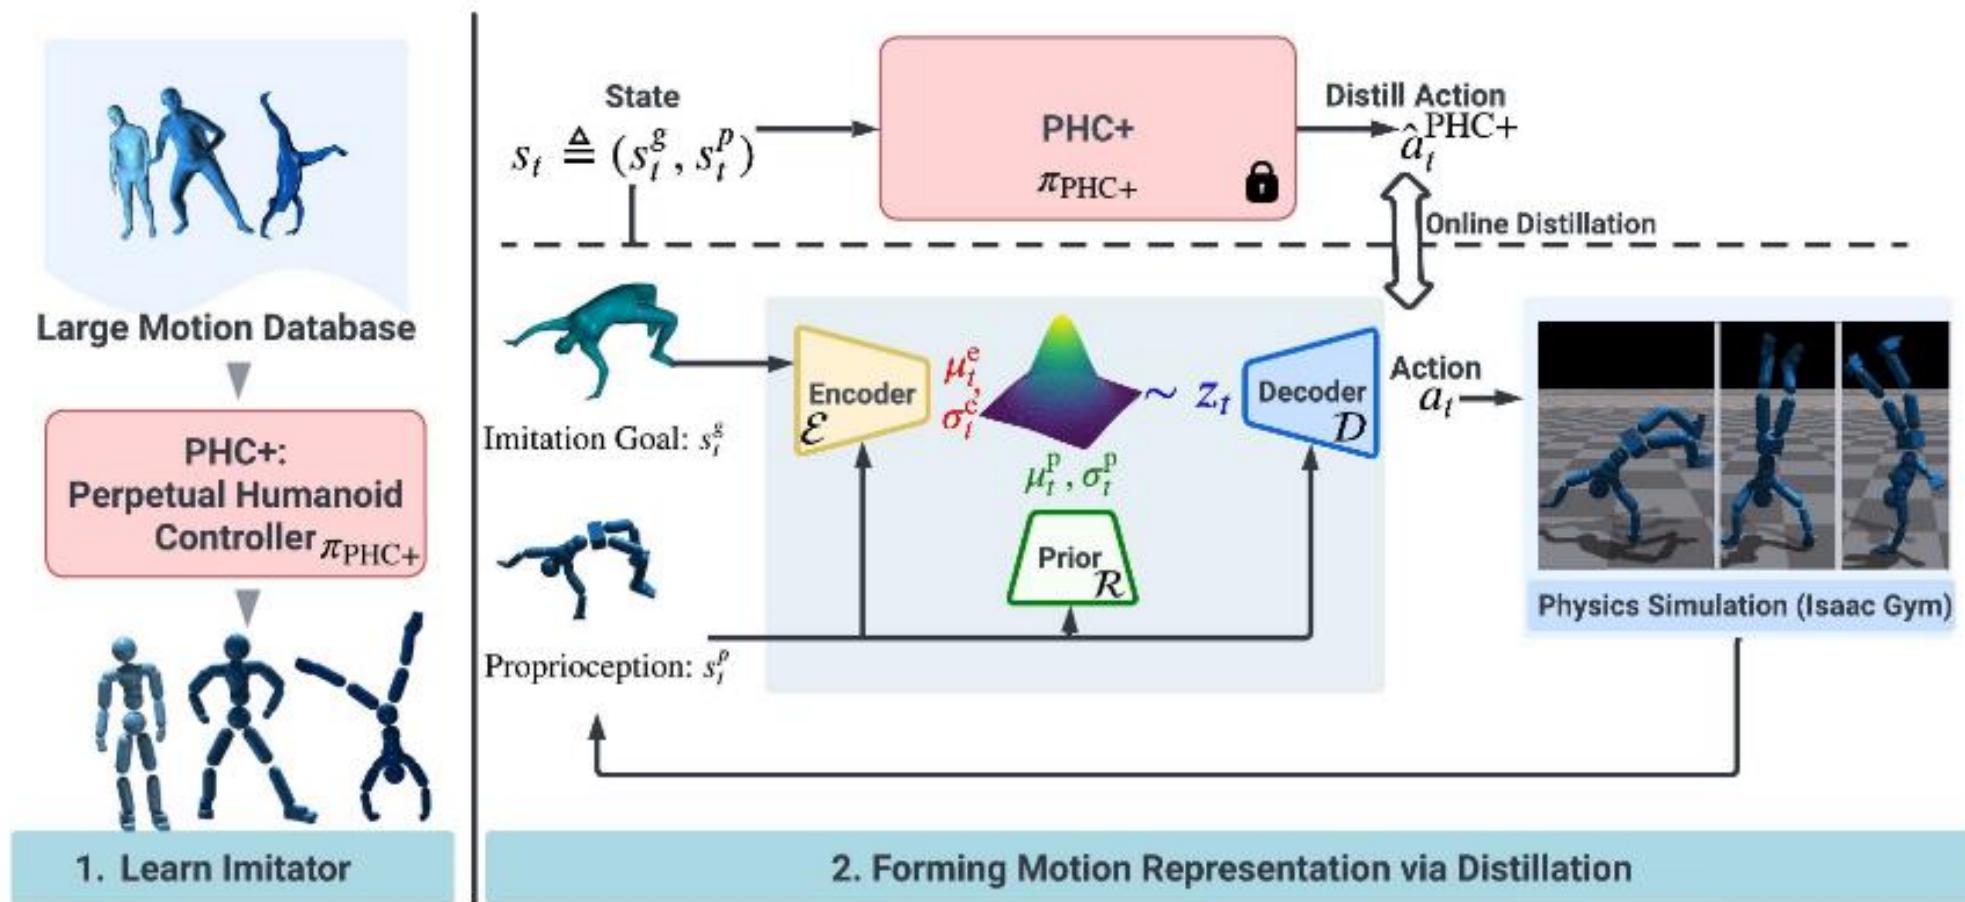 Large Motion Database
PHC+:
Perpetual Humanoid
Controller π_PHC+
1. Learn Imitator
State
s_t ≜ (s_t^g, s_t^p)
PHC+
π_PHC+
Distill Action
â_t^PHC+
Online Distillation
Imitation Goal: s_t^g
Encoder
ℰ
μ_t^e,
σ_t^e
~ z_t
Decoder
𝒟
μ_t^p, σ_t^p
Prior
ℛ
Action
a_t
Proprioception: s_t^p
Physics Simulation (Isaac Gym)
2. Forming Motion Representation via Distillation